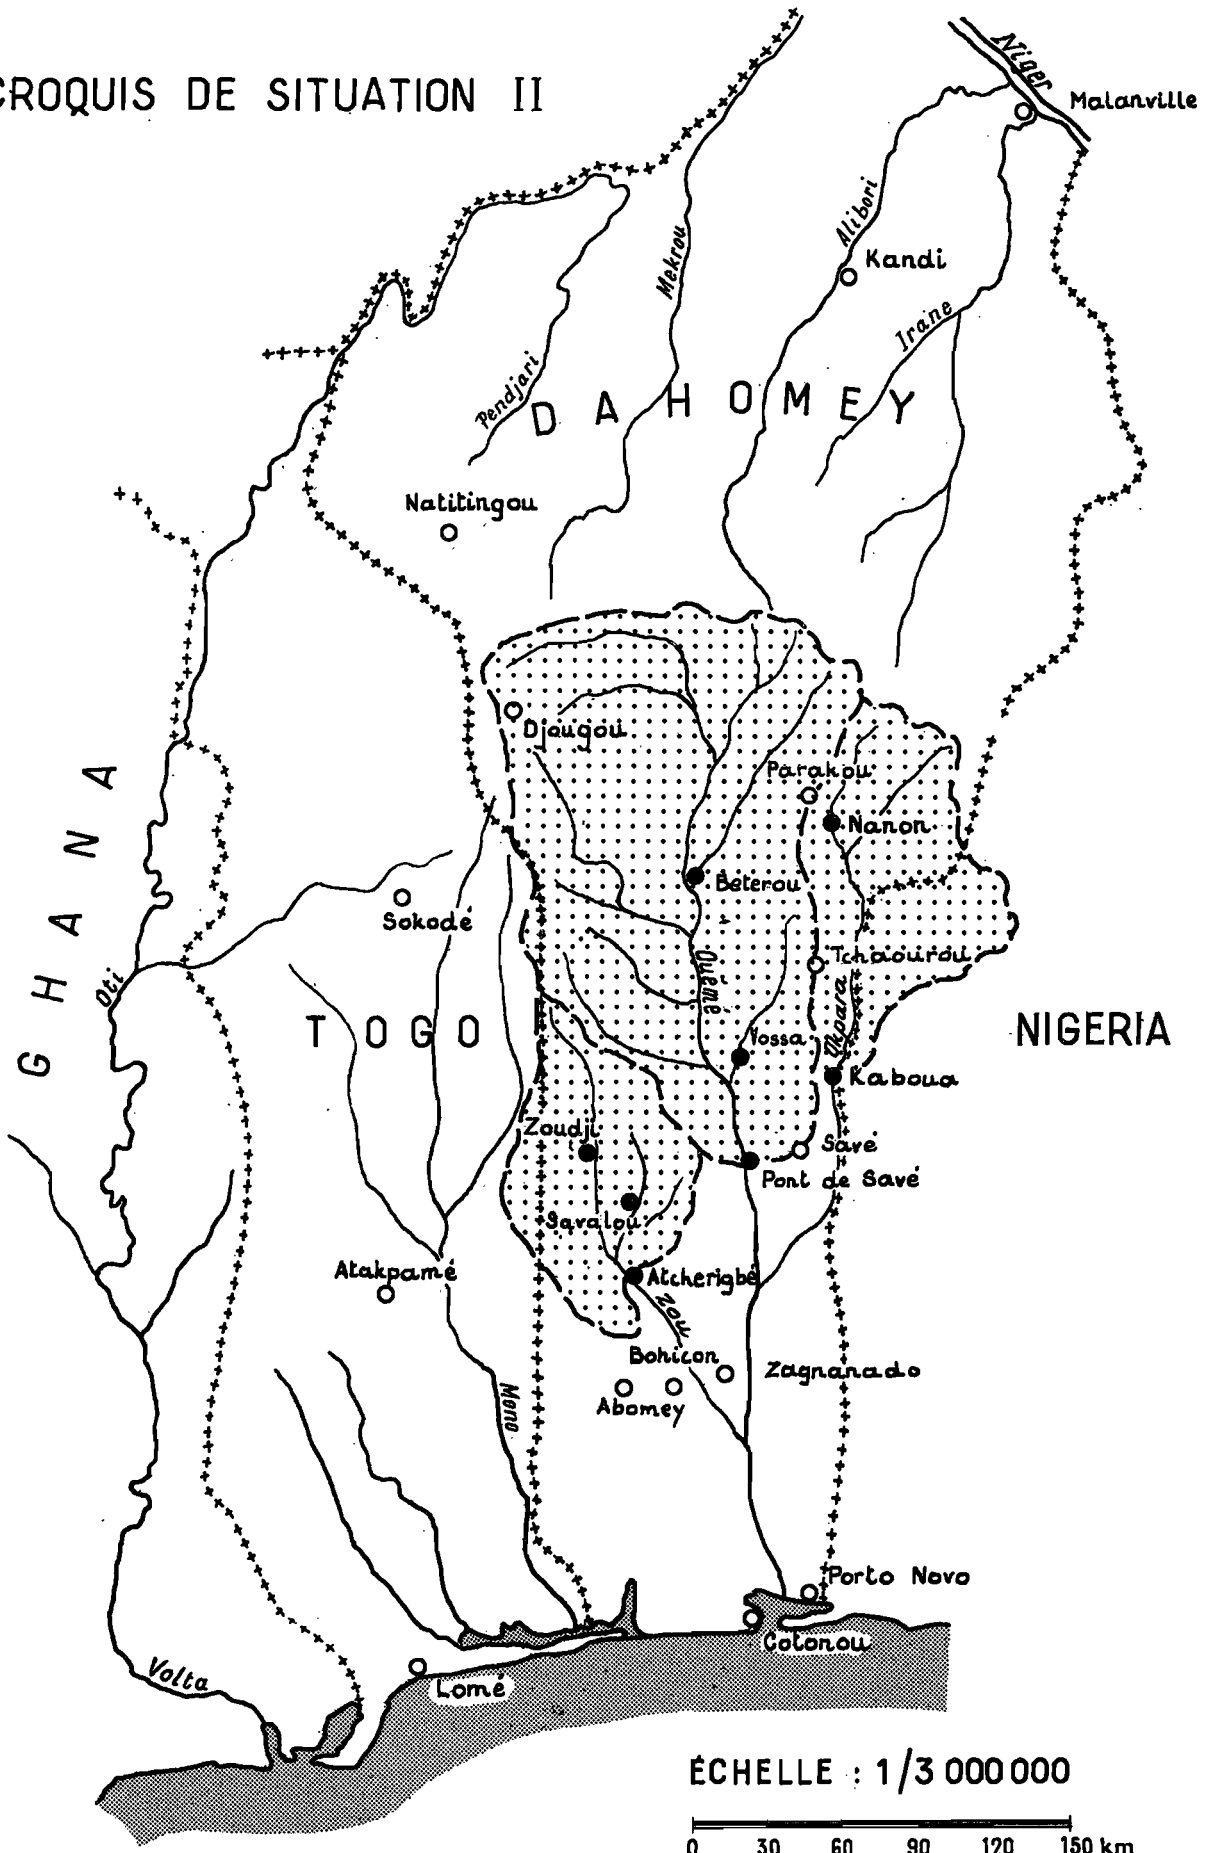 CROQUIS DE SITUATION II
Niger
Malanville
Alibori
Kandi
Mekrou
Irane
Pendjari
DAHOMEY
Natitingou
Djougou
Parakou
Nanon
Beterou
GHANA
Sokodé
Oti
Ouémé
Tchaourou
Okpara
TOGO
NIGERIA
Vossa
Kaboua
Zoudji
Savé
Pont de Savé
Savalou
Atakpamé
Atcherigbé
Zou
Bohicon
Zagnanado
Abomey
Mono
Porto Novo
Cotonou
Volta
Lomé
ÉCHELLE : 1/3 000 000
0 30 60 90 120 150 km